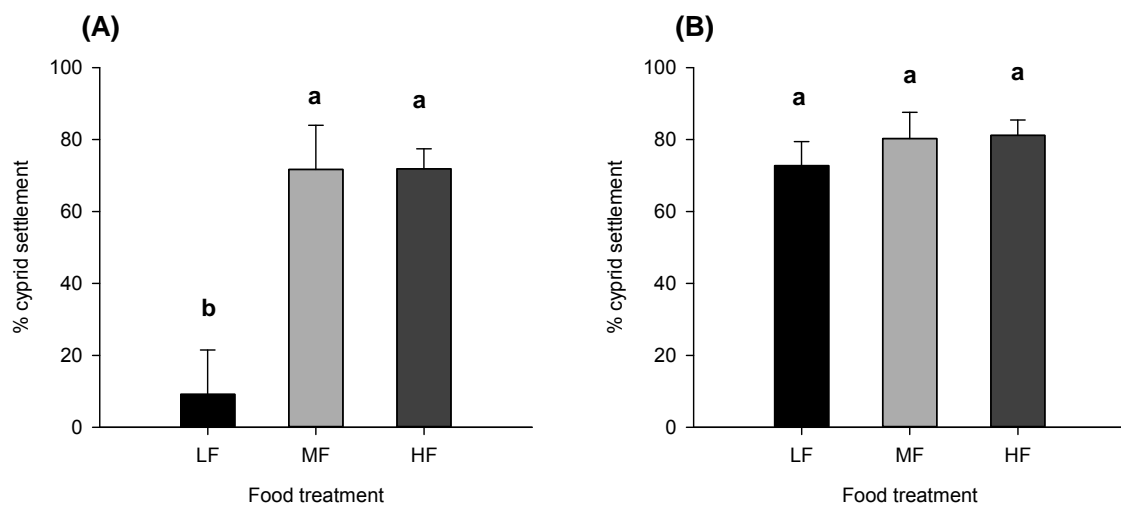 (A)
100
80
60
40
20
0
% cyprid settlement
b
a
a
LF
MF
HF
Food treatment
(B)
100
80
60
40
20
0
% cyprid settlement
a
a
a
LF
MF
HF
Food treatment